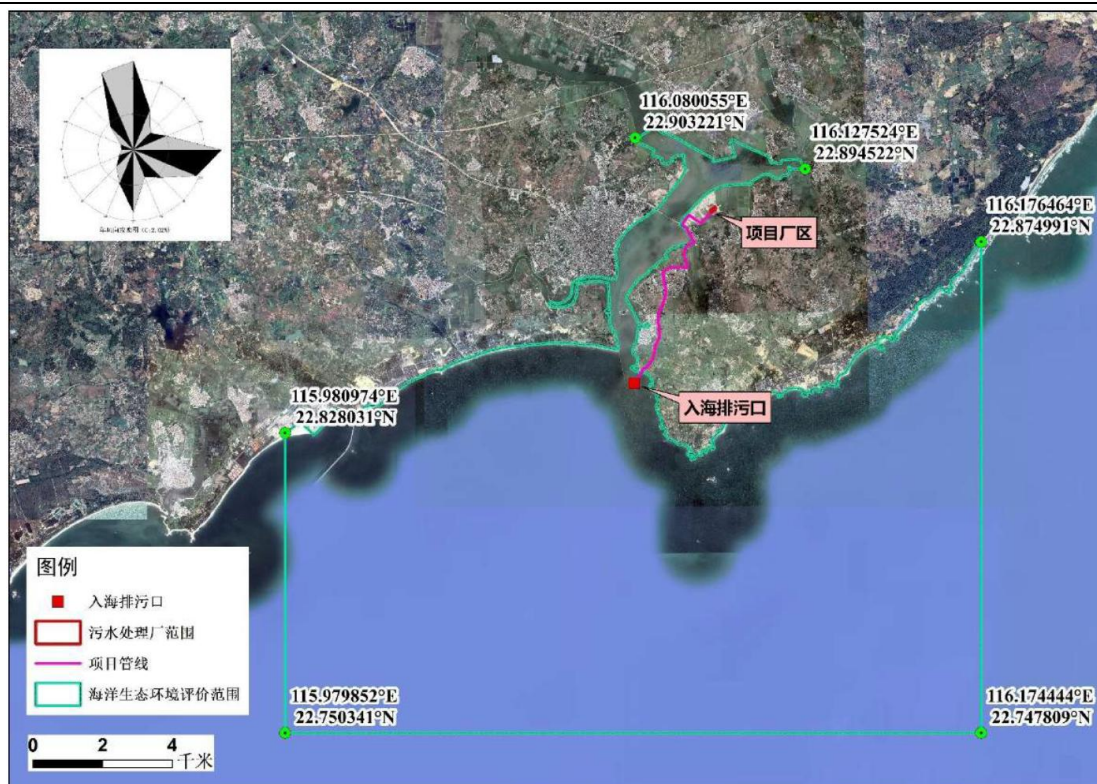 116.080055°E
22.903221°N
116.127524°E
22.894522°N
116.176464°E
22.874991°N
项目厂区
入海排污口
115.980974°E
22.828031°N
图例
入海排污口
污水处理厂范围
项目管线
海洋生态环境评价范围
115.979852°E
22.750341°N
116.174444°E
22.747809°N
0 2 4
千米